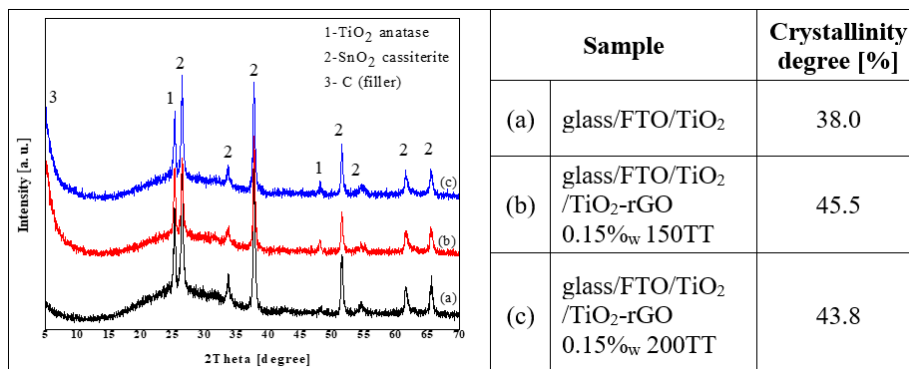 1-TiO₂ anatase
2-SnO₂ cassiterite
3- C (filler)
3
1
2
2
2
1
2
2
2
2
(c)
(b)
(a)
Intensity [a. u.]
5 10 15 20 25 30 35 40 45 50 55 60 65 70
2Theta [degree]
Sample
Crystallinity
degree [%]
(a)
glass/FTO/TiO₂
38.0
(b)
glass/FTO/TiO₂
/TiO₂-rGO
0.15%w 150TT
45.5
(c)
glass/FTO/TiO₂
/TiO₂-rGO
0.15%w 200TT
43.8